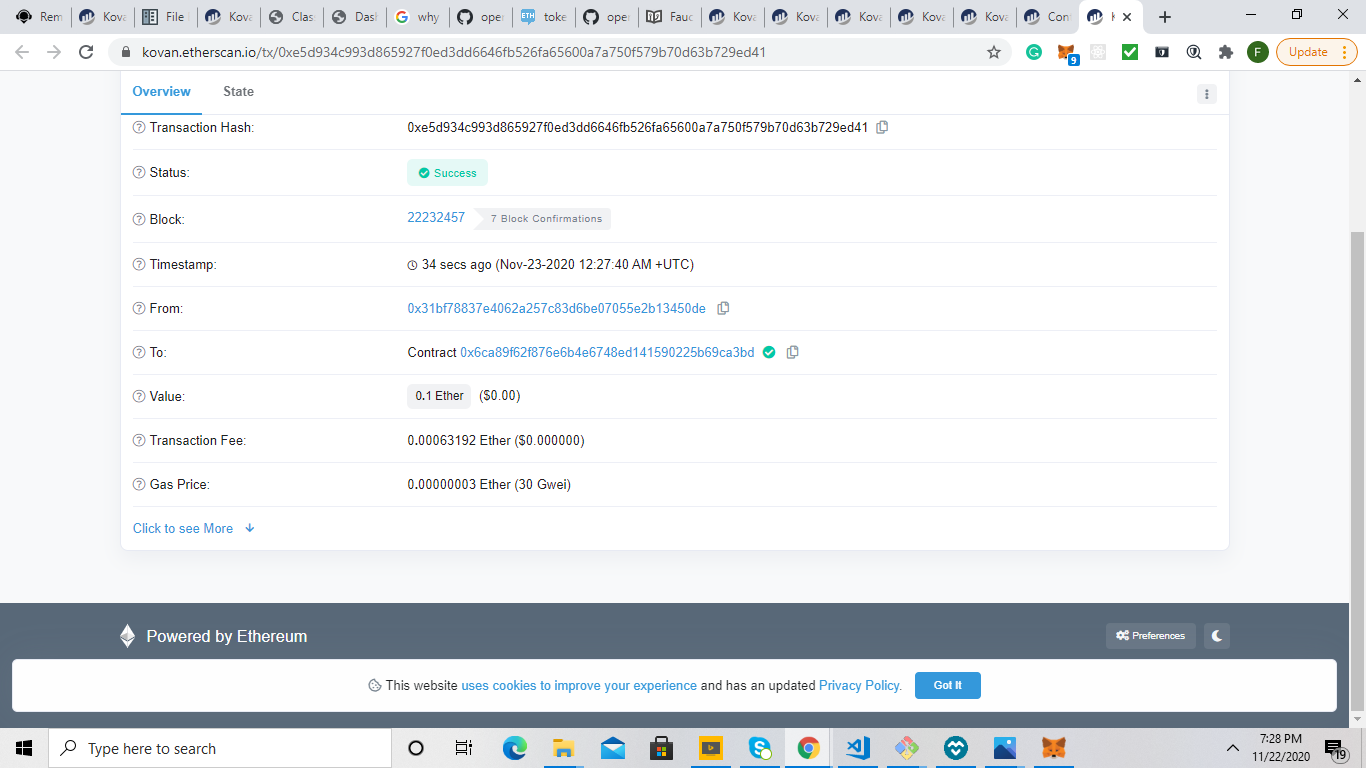 Rem
Kova
File
Kova
Clas
Dash
why
ope
toke
ope
Fauc
Kova
Kova
Kova
Kova
Kova
Con
kovan.etherscan.io/tx/0xe5d934c993d865927f0ed3dd6646fb526fa65600a7a750f579b70d63b729ed41
9
F
Update
Overview
State
Transaction Hash:
0xe5d934c993d865927f0ed3dd6646fb526fa65600a7a750f579b70d63b729ed41
Status:
Success
Block:
22232457
7 Block Confirmations
Timestamp:
34 secs ago (Nov-23-2020 12:27:40 AM +UTC)
From:
0x31bf78837e4062a257c83d6be07055e2b13450de
To:
Contract 0x6ca89f62f876e6b4e6748ed141590225b69ca3bd
Value:
0.1 Ether ($0.00)
Transaction Fee:
0.00063192 Ether ($0.000000)
Gas Price:
0.00000003 Ether (30 Gwei)
Click to see More
Powered by Ethereum
Preferences
This website uses cookies to improve your experience and has an updated Privacy Policy.
Got It
Type here to search
7:28 PM
11/22/2020
19